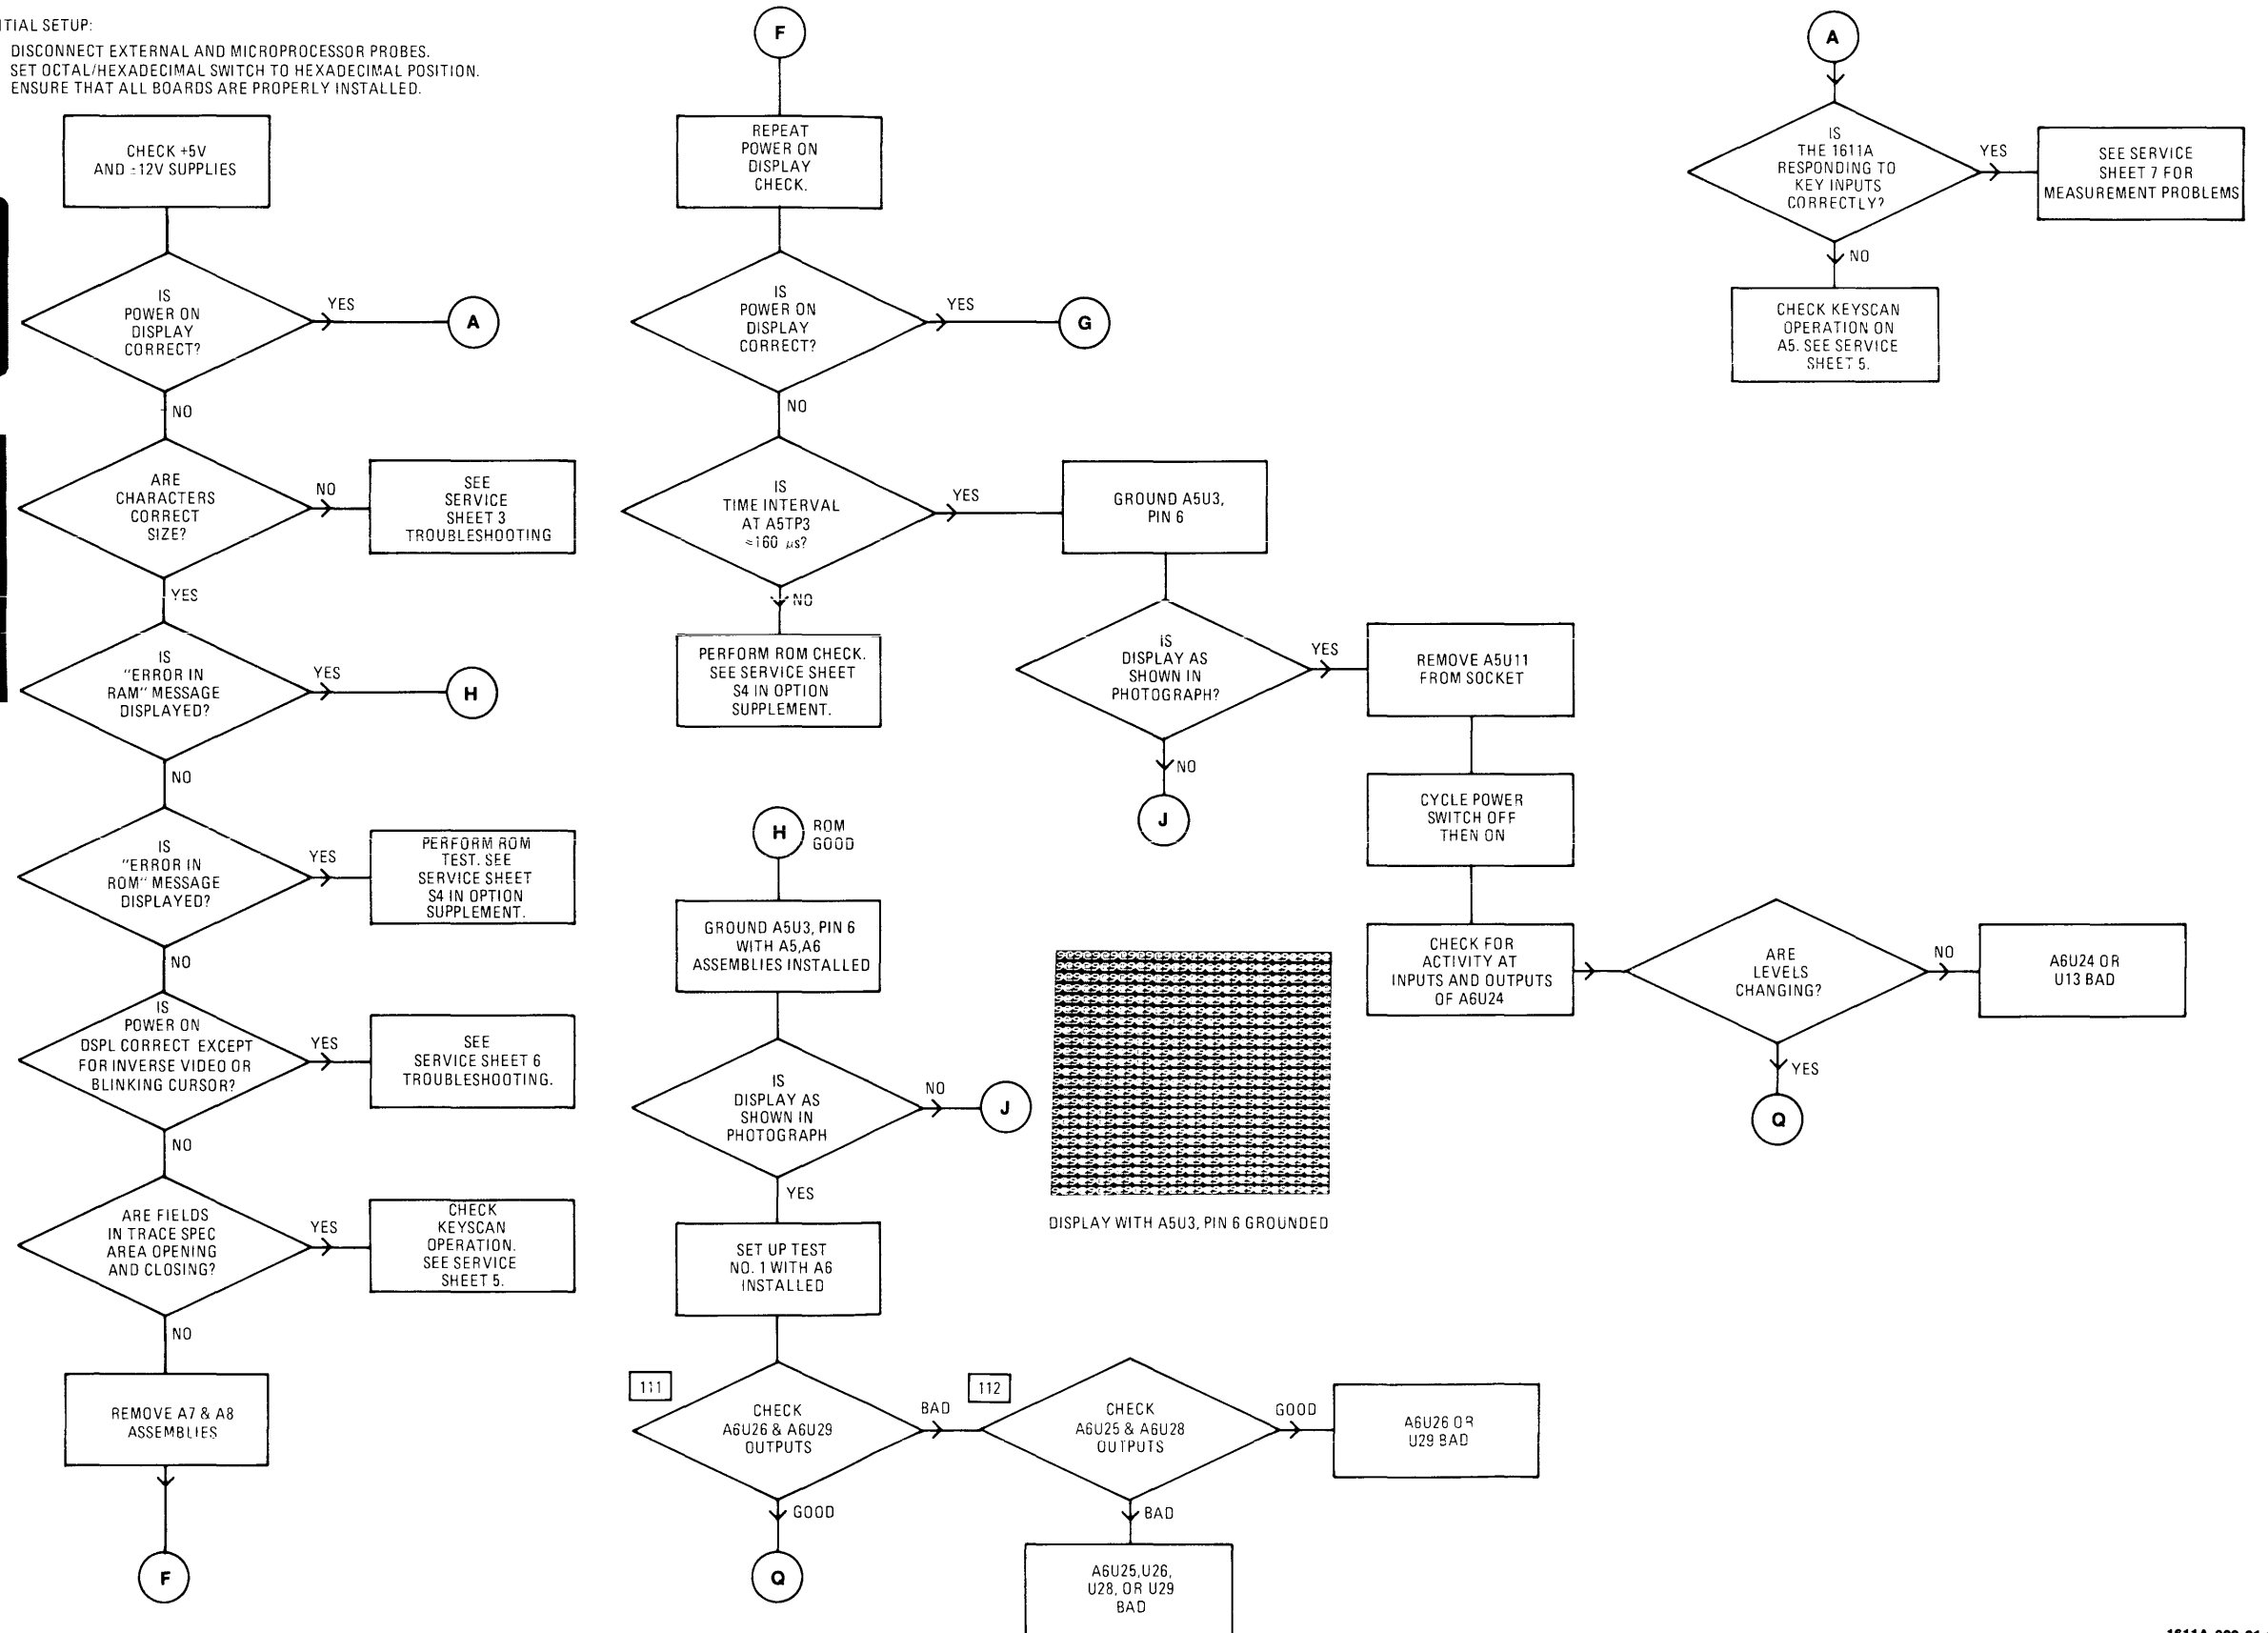 ITIAL SETUP:
DISCONNECT EXTERNAL AND MICROPROCESSOR PROBES.
SET OCTAL/HEXADECIMAL SWITCH TO HEXADECIMAL POSITION.
ENSURE THAT ALL BOARDS ARE PROPERLY INSTALLED.
CHECK +5V
AND ±12V SUPPLIES
IS
POWER ON
DISPLAY
CORRECT?
YES
A
NO
ARE
CHARACTERS
CORRECT
SIZE?
NO
SEE
SERVICE
SHEET 3
TROUBLESHOOTING
YES
IS
"ERROR IN
RAM" MESSAGE
DISPLAYED?
YES
H
NO
IS
"ERROR IN
ROM" MESSAGE
DISPLAYED?
YES
PERFORM ROM
TEST. SEE
SERVICE SHEET
S4 IN OPTION
SUPPLEMENT.
NO
IS
POWER ON
DSPL CORRECT EXCEPT
FOR INVERSE VIDEO OR
BLINKING CURSOR?
YES
SEE
SERVICE SHEET 6
TROUBLESHOOTING.
NO
ARE FIELDS
IN TRACE SPEC
AREA OPENING
AND CLOSING?
YES
CHECK
KEYSCAN
OPERATION.
SEE SERVICE
SHEET 5.
NO
REMOVE A7 & A8
ASSEMBLIES
F
F
REPEAT
POWER ON
DISPLAY
CHECK.
IS
POWER ON
DISPLAY
CORRECT?
YES
G
NO
IS
TIME INTERVAL
AT A5TP3
≈160 µs?
YES
GROUND A5U3,
PIN 6
NO
PERFORM ROM CHECK.
SEE SERVICE SHEET
S4 IN OPTION
SUPPLEMENT.
IS
DISPLAY AS
SHOWN IN
PHOTOGRAPH?
YES
REMOVE A5U11
FROM SOCKET
NO
J
CYCLE POWER
SWITCH OFF
THEN ON
CHECK FOR
ACTIVITY AT
INPUTS AND OUTPUTS
OF A6U24
ARE
LEVELS
CHANGING?
NO
A6U24 OR
U13 BAD
YES
Q
H
ROM
GOOD
GROUND A5U3, PIN 6
WITH A5,A6
ASSEMBLIES INSTALLED
IS
DISPLAY AS
SHOWN IN
PHOTOGRAPH
NO
J
YES
DISPLAY WITH A5U3, PIN 6 GROUNDED
SET UP TEST
NO. 1 WITH A6
INSTALLED
111
CHECK
A6U26 & A6U29
OUTPUTS
BAD
112
CHECK
A6U25 & A6U28
OUTPUTS
GOOD
A6U26 OR
U29 BAD
GOOD
Q
BAD
A6U25,U26,
U28, OR U29
BAD
A
IS
THE 1611A
RESPONDING TO
KEY INPUTS
CORRECTLY?
YES
SEE SERVICE
SHEET 7 FOR
MEASUREMENT PROBLEMS
NO
CHECK KEYSCAN
OPERATION ON
A5. SEE SERVICE
SHEET 5.